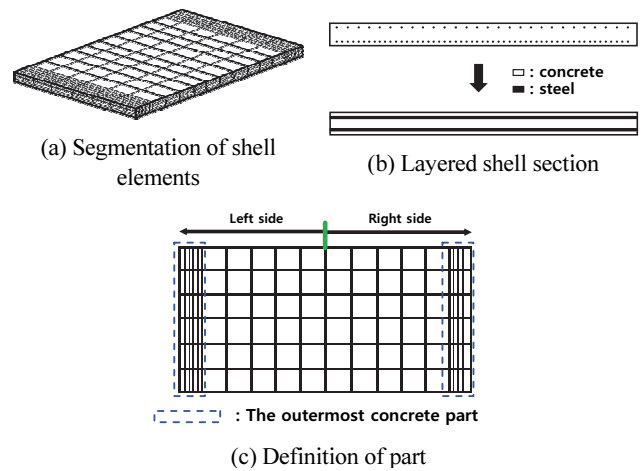 : concrete
: steel
(a) Segmentation of shell
elements
(b) Layered shell section
Left side
Right side
: The outermost concrete part
(c) Definition of part